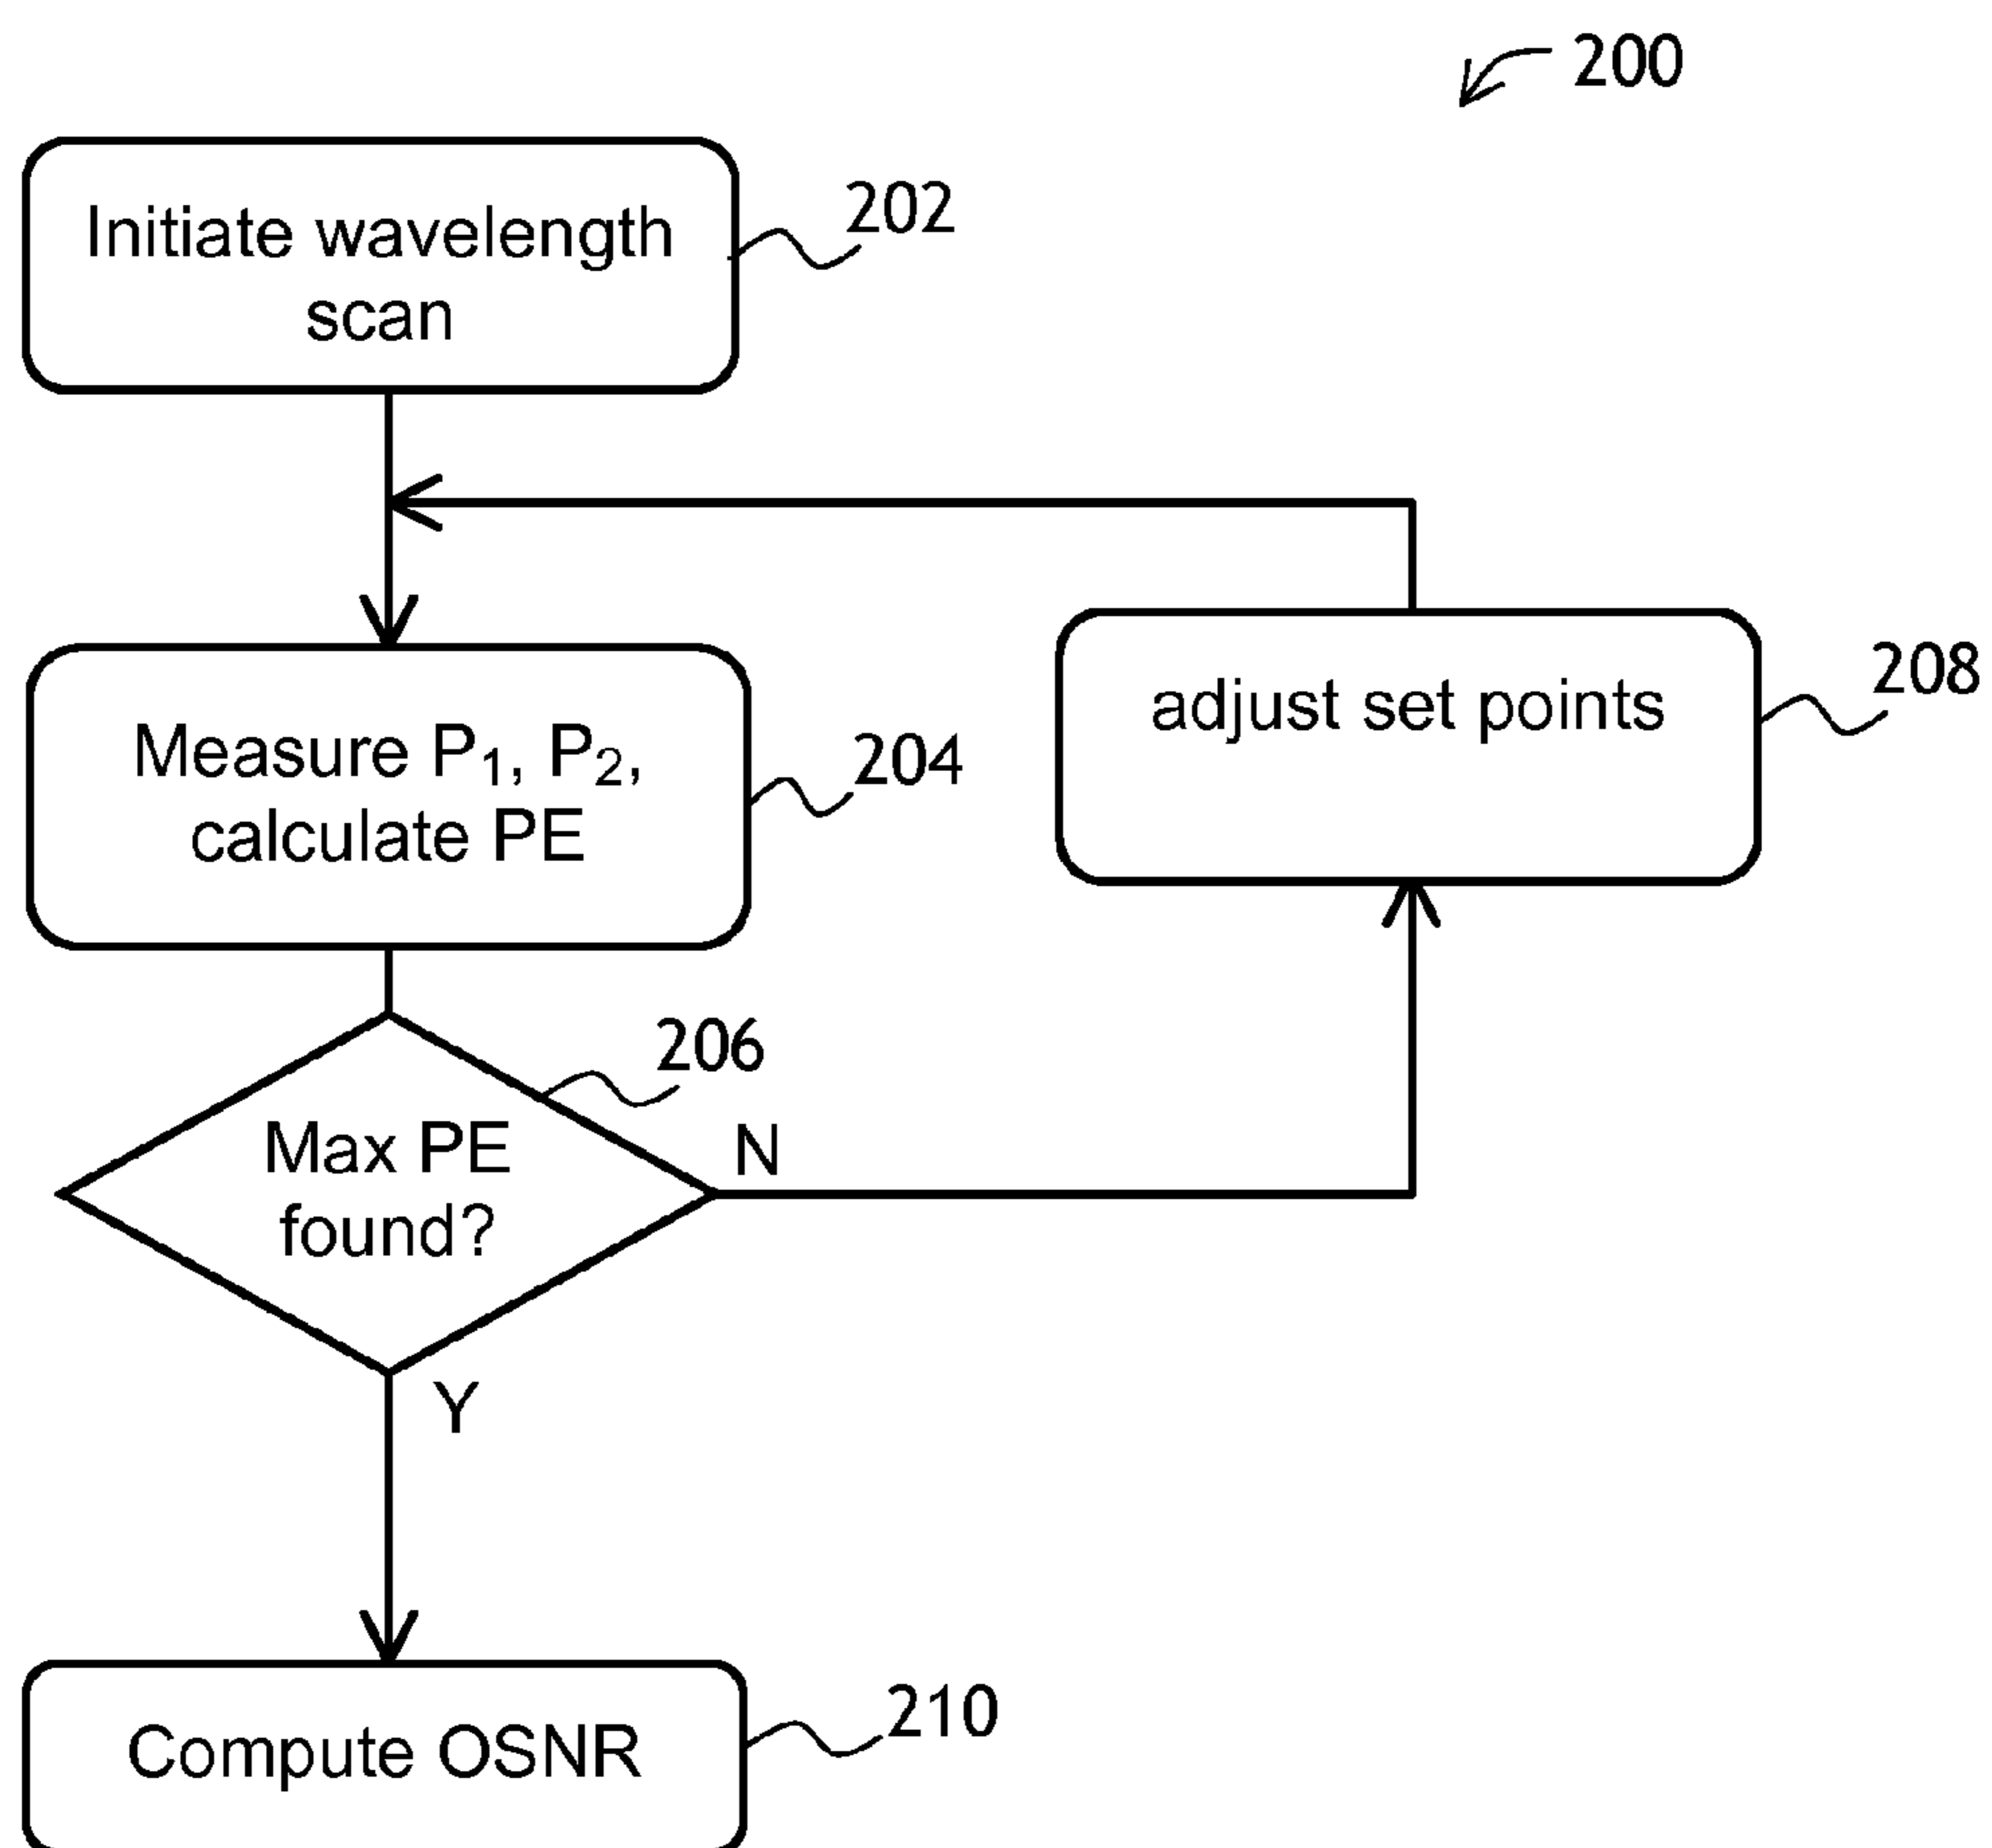 200
Initiate wavelength
scan
202
Measure P₁, P₂,
calculate PE
204
adjust set points
208
Max PE
found?
206
N
Y
Compute OSNR
210